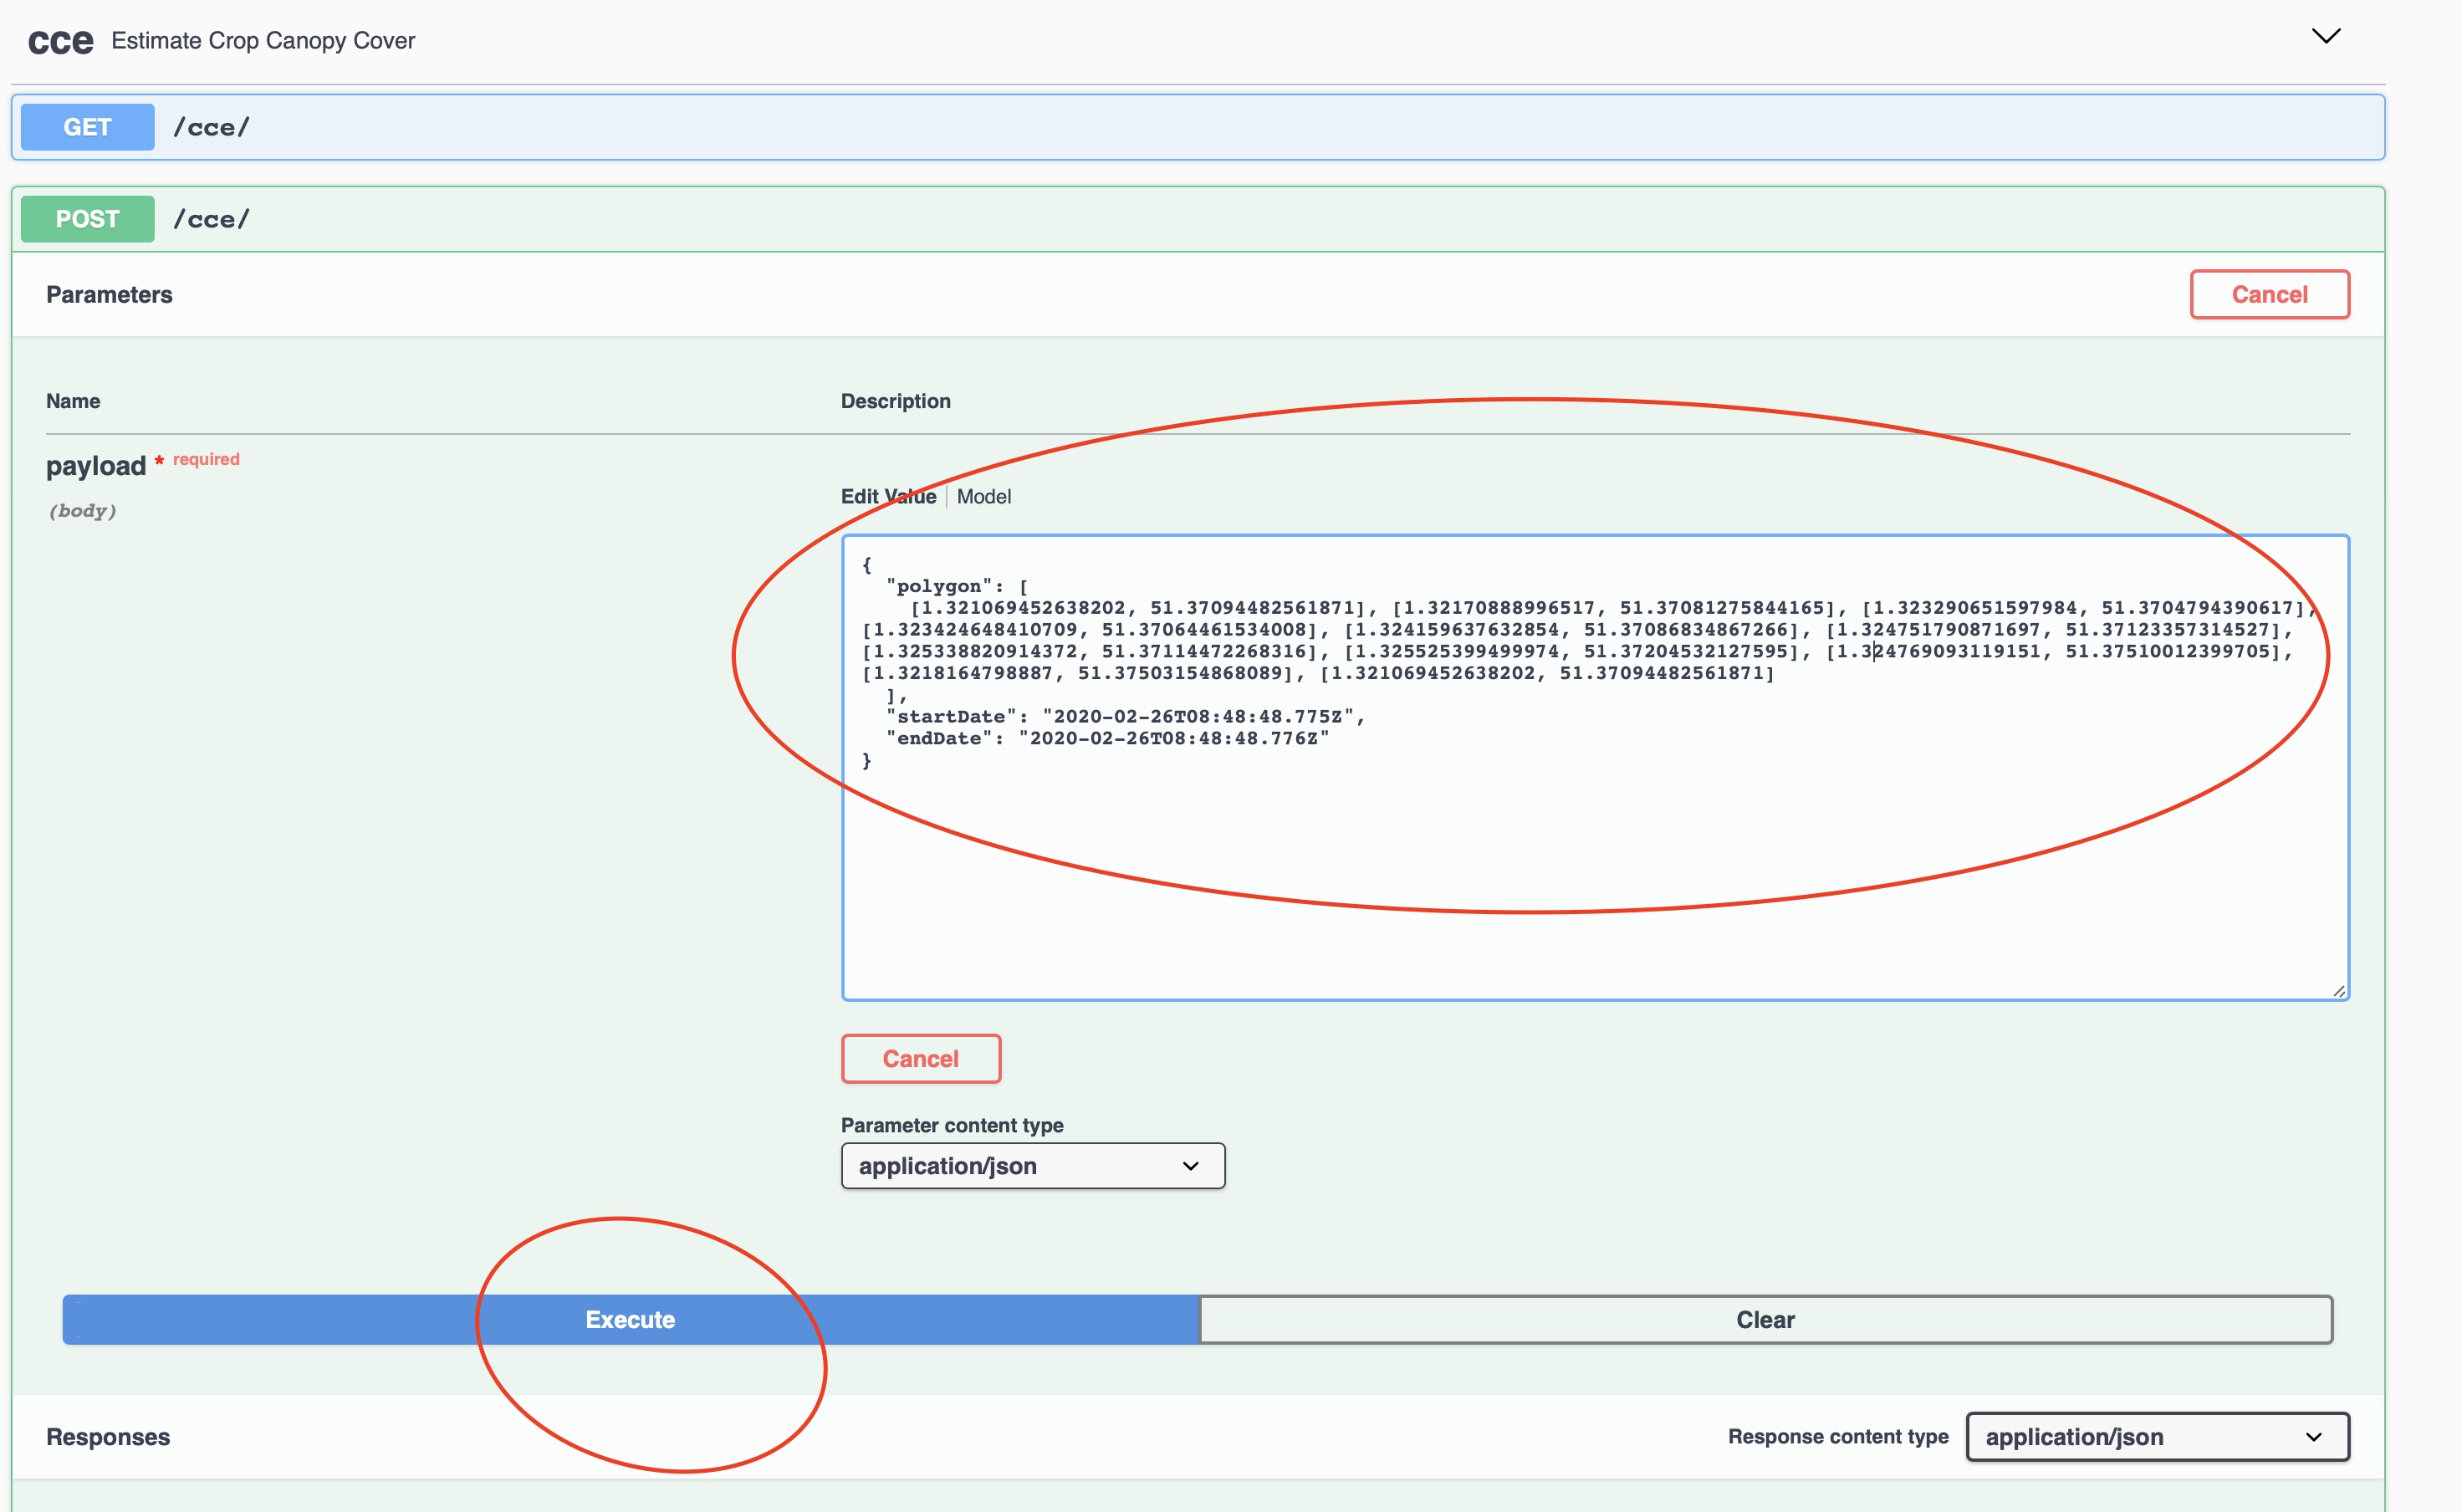 cce Estimate Crop Canopy Cover
GET /cce/
POST /cce/
Parameters Cancel
Name Description
payload * required
(body)
Edit Value | Model
{
  "polygon": [
    [1.321069452638202, 51.37094482561871], [1.32170888996517, 51.37081275844165], [1.323290651597984, 51.3704794390617],
[1.323424648410709, 51.37064461534008], [1.324159637632854, 51.37086834867266], [1.324751790871697, 51.37123357314527],
[1.325338820914372, 51.37114472268316], [1.325525399499974, 51.37204532127595], [1.324769093119151, 51.37510012399705],
[1.3218164798887, 51.37503154868089], [1.321069452638202, 51.37094482561871]
  ],
  "startDate": "2020-02-26T08:48:48.775Z",
  "endDate": "2020-02-26T08:48:48.776Z"
}
Cancel
Parameter content type
application/json
Execute Clear
Responses Response content type application/json